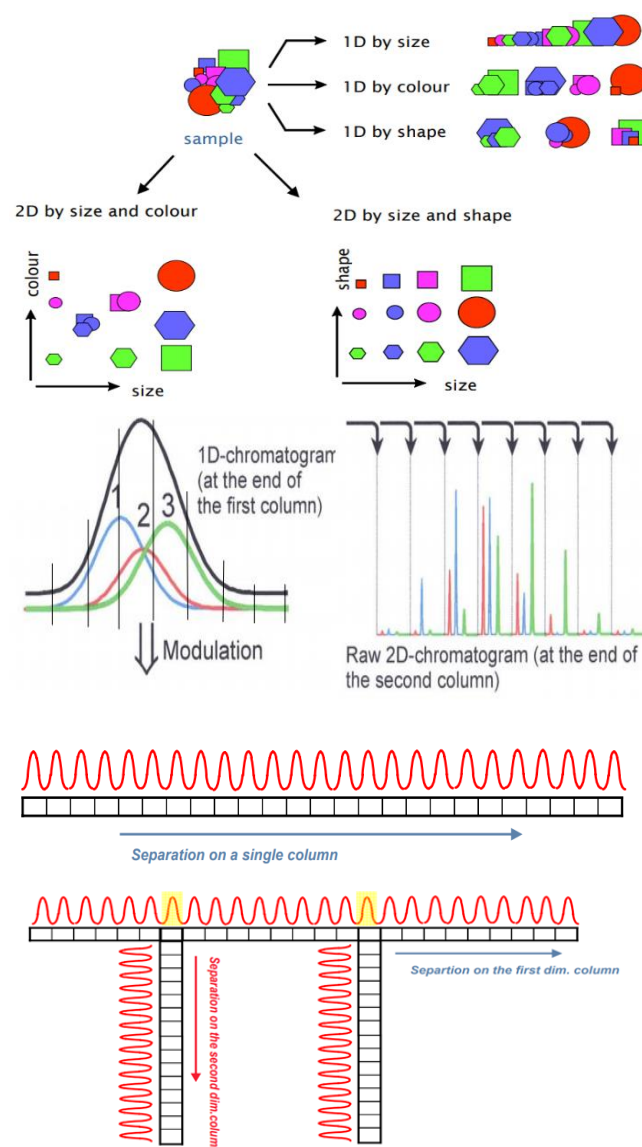 1D by size
1D by colour
1D by shape
sample
2D by size and colour
2D by size and shape
colour
size
shape
size
1D-chromatogram
(at the end of
the first column)
1
2
3
Modulation
Raw 2D-chromatogram (at the end of
the second column)
Separation on a single column
Separtion on the first dim. column
Separation on the second dim.colum